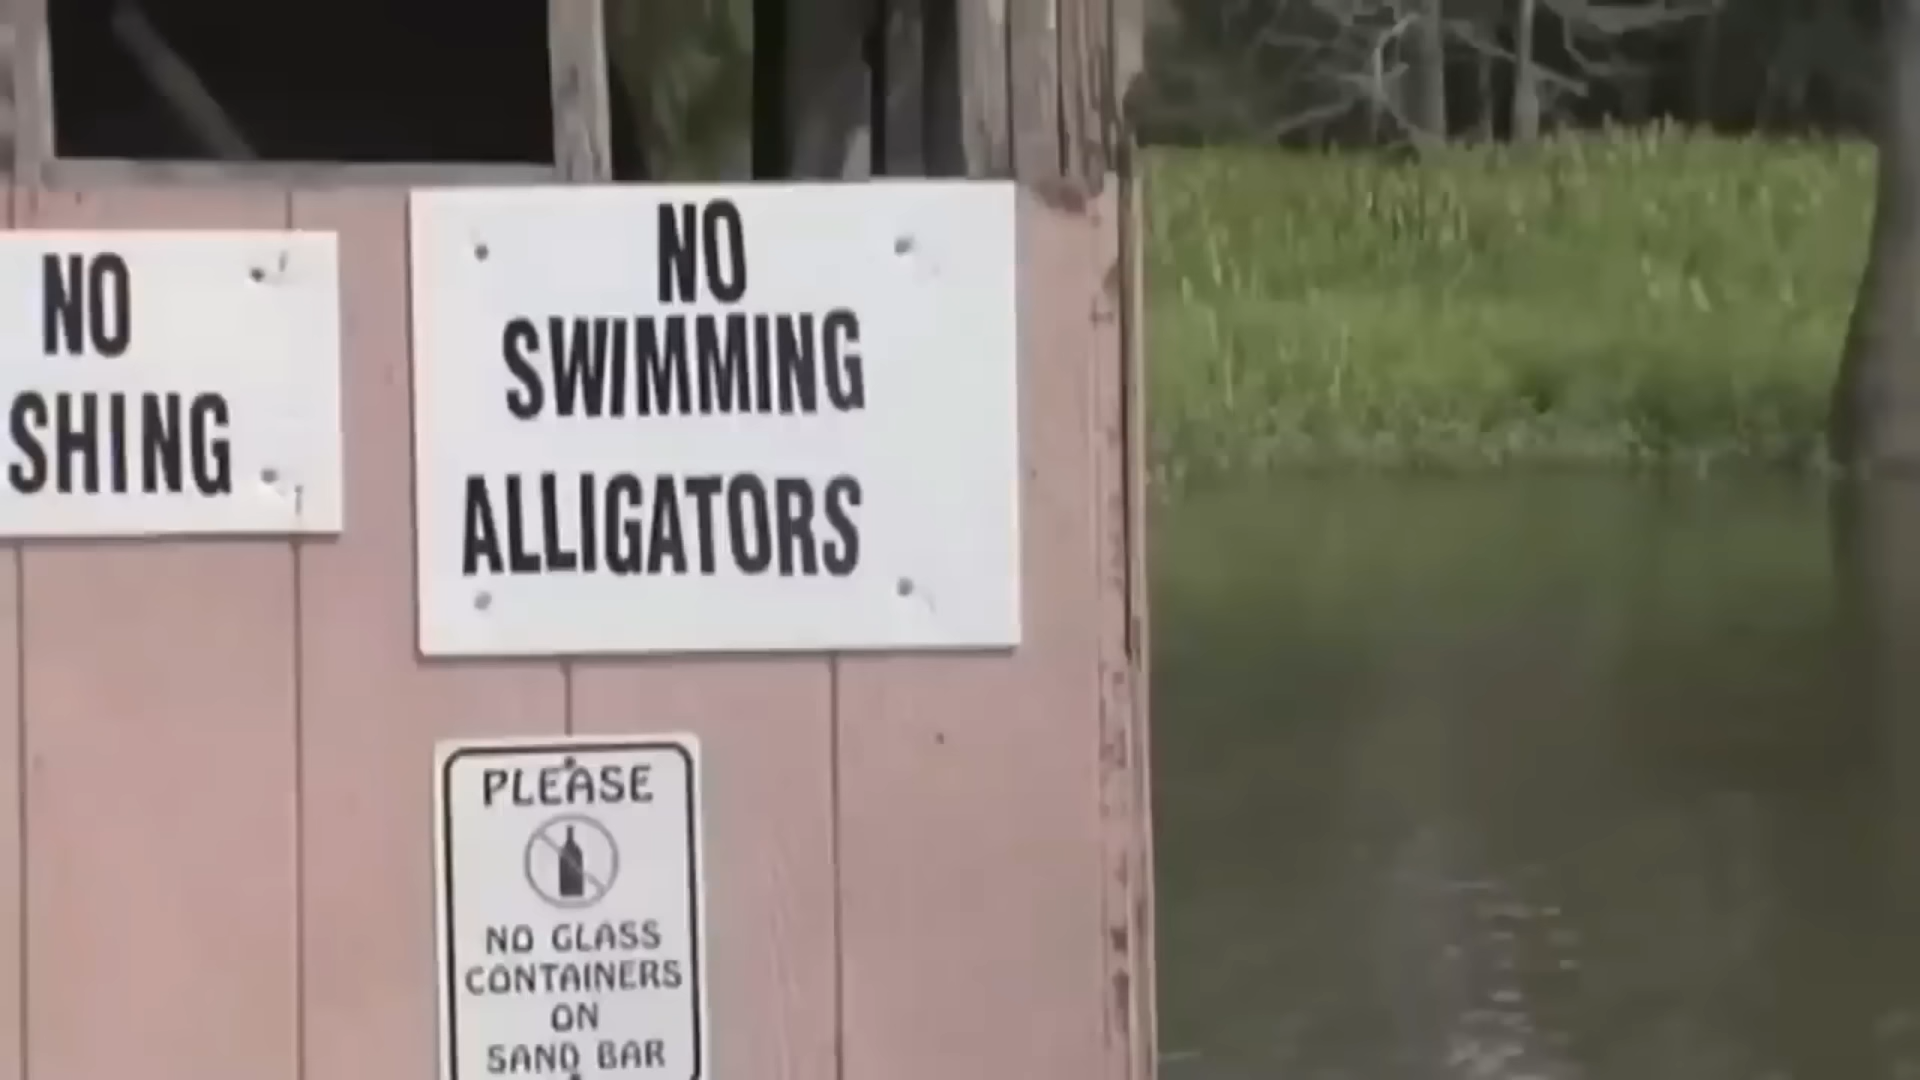 NO
SHING
NO
SWIMMING
ALLIGATORS
PLEASE
NO GLASS
CONTAINERS
ON
SAND BAR